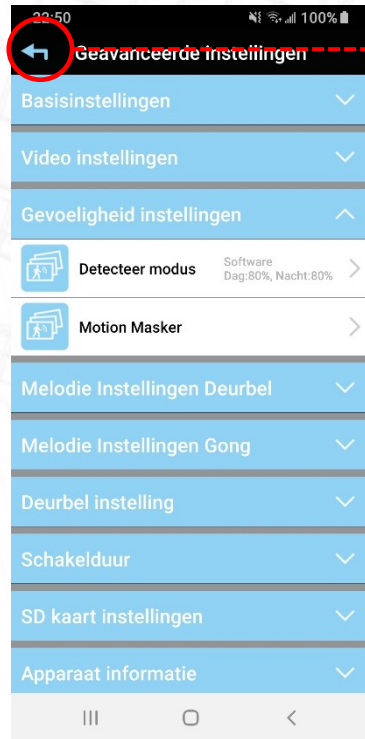 22:50 100%
Geavanceerde Instellingen
Basisinstellingen
Video instellingen
Gevoeligheid instellingen
Detecteer modus Software
Dag:80%, Nacht:80%
Motion Masker
Melodie Instellingen Deurbel
Melodie Instellingen Gong
Deurbel instelling
Schakelduur
SD kaart instellingen
Apparaat informatie